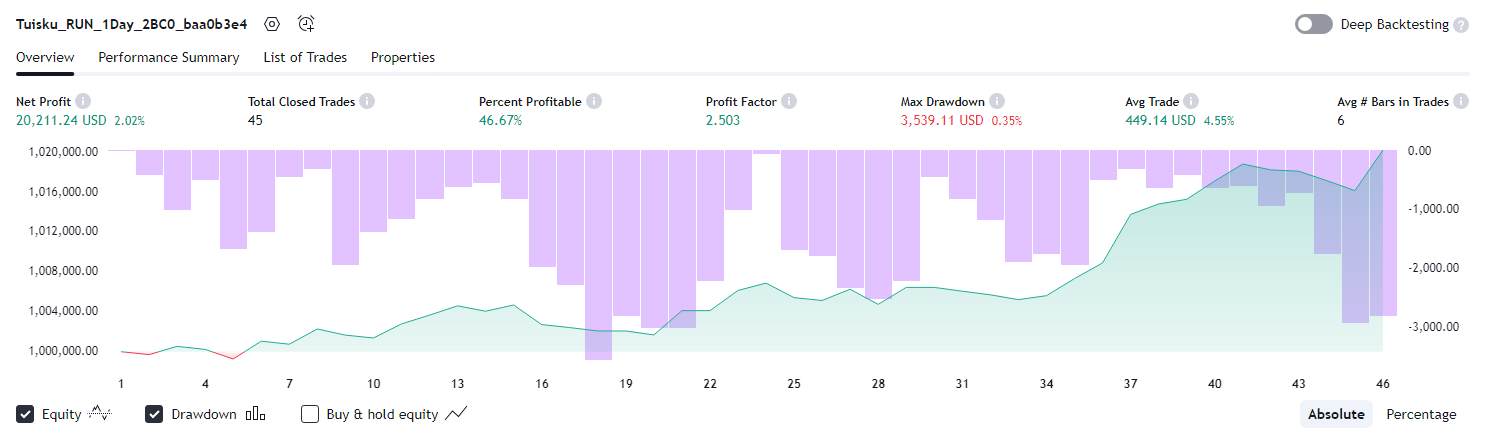 Tuisku_RUN_1Day_2BC0_baa0b3e4 Deep Backtesting ?
Overview Performance Summary List of Trades Properties
Net Profit Total Closed Trades Percent Profitable Profit Factor Max Drawdown Avg Trade Avg # Bars in Trades
20,211.24 USD 2.02% 45 46.67% 2.503 3,539.11 USD 0.35% 449.14 USD 4.55% 6
1,020,000.00 0.00
1,016,000.00
-1,000.00
1,012,000.00
1,008,000.00 -2,000.00
1,004,000.00
-3,000.00
1,000,000.00
1 4 7 10 13 16 19 22 25 28 31 34 37 40 43 46
Equity Drawdown Buy & hold equity Absolute Percentage